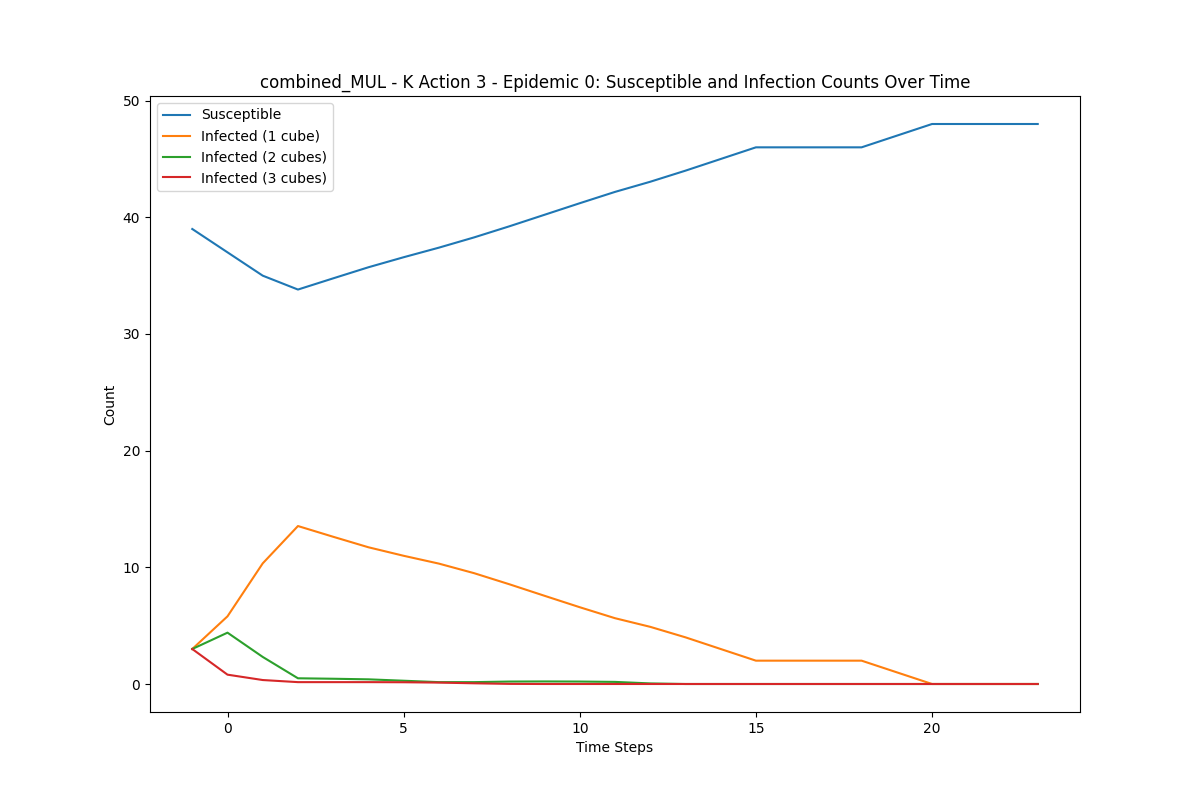 combined_MUL - K Action 3 - Epidemic 0: Susceptible and Infection Counts Over Time
Susceptible
Infected (1 cube)
Infected (2 cubes)
Infected (3 cubes)
50
40
30
20
10
0
Count
0 5 10 15 20
Time Steps